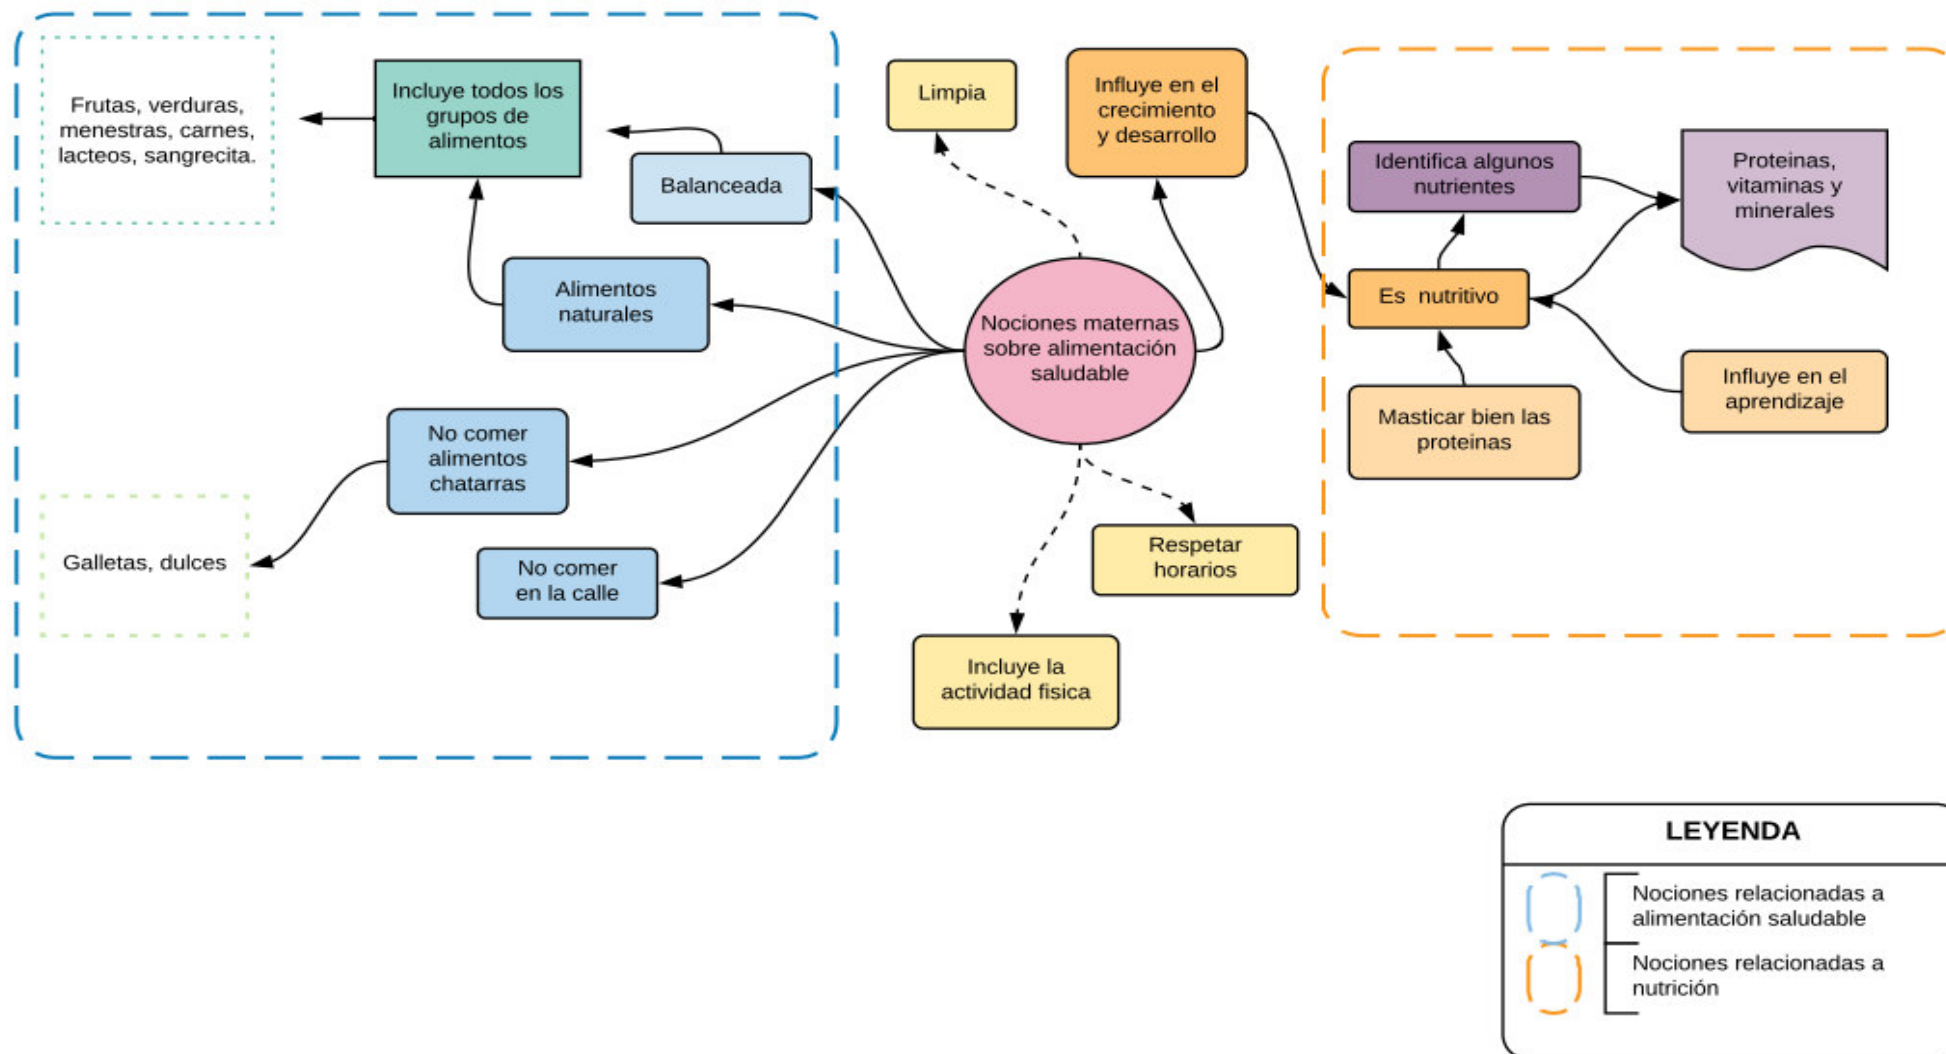 Frutas, verduras,
menestras, carnes,
lacteos, sangrecita.
Incluye todos los
grupos de
alimentos
Balanceada
Alimentos
naturales
No comer
alimentos
chatarras
Galletas, dulces
No comer
en la calle
Limpia
Influye en el
crecimiento
y desarrollo
Nociones maternas
sobre alimentación
saludable
Respetar
horarios
Incluye la
actividad fisica
Identifica algunos
nutrientes
Proteinas,
vitaminas y
minerales
Es nutritivo
Masticar bien las
proteinas
Influye en el
aprendizaje
LEYENDA
Nociones relacionadas a
alimentación saludable
Nociones relacionadas a
nutrición